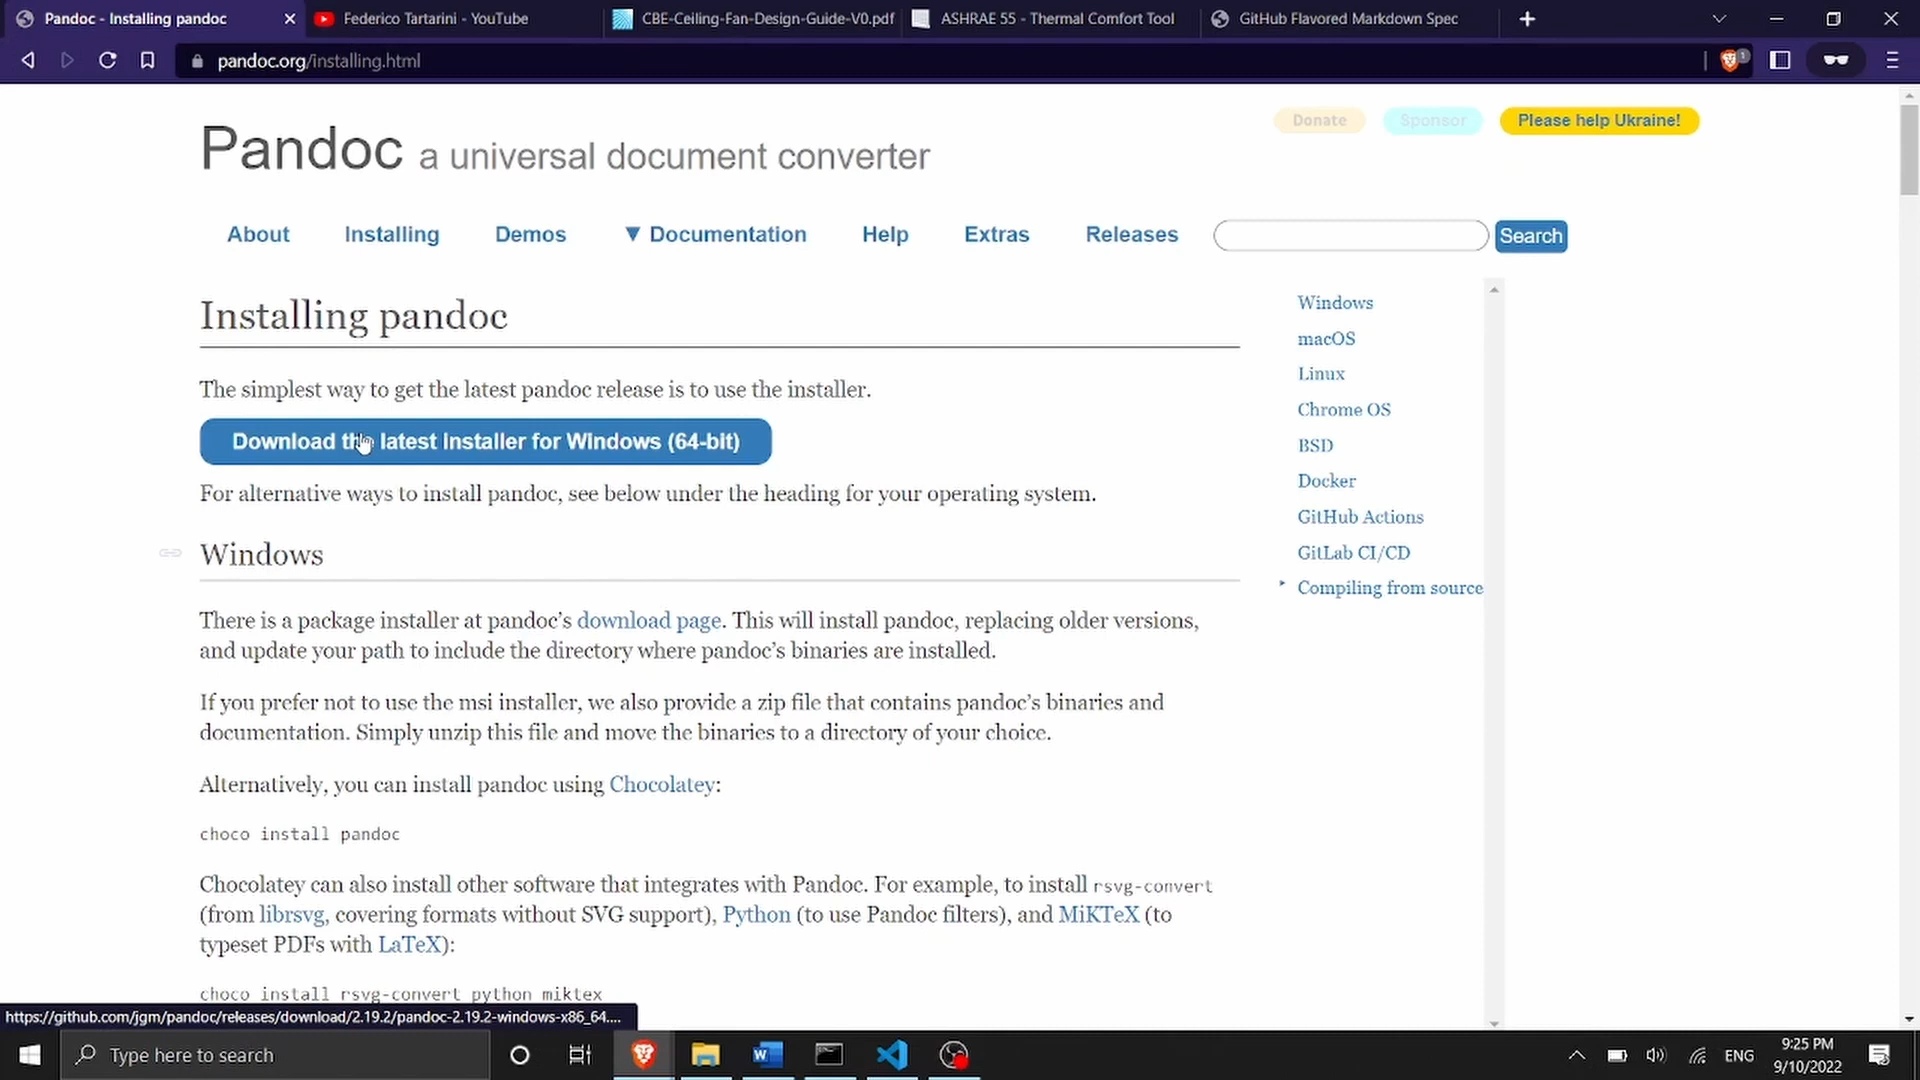 Pandoc - Installing pandoc
Federico Tartarini - YouTube
CBE-Ceiling-Fan-Design-Guide-V0.pdf
ASHRAE 55 - Thermal Comfort Tool
GitHub Flavored Markdown Spec
pandoc.org/installing.html
1
Donate
Sponsor
Please help Ukraine!
Pandoc a universal document converter
About
Installing
Demos
▼ Documentation
Help
Extras
Releases
Search
Installing pandoc
The simplest way to get the latest pandoc release is to use the installer.
Download the latest installer for Windows (64-bit)
For alternative ways to install pandoc, see below under the heading for your operating system.
Windows
There is a package installer at pandoc’s download page. This will install pandoc, replacing older versions,
and update your path to include the directory where pandoc’s binaries are installed.
If you prefer not to use the msi installer, we also provide a zip file that contains pandoc’s binaries and
documentation. Simply unzip this file and move the binaries to a directory of your choice.
Alternatively, you can install pandoc using Chocolatey:
choco install pandoc
Chocolatey can also install other software that integrates with Pandoc. For example, to install rsvg-convert
(from librsvg, covering formats without SVG support), Python (to use Pandoc filters), and MiKTeX (to
typeset PDFs with LaTeX):
choco install rsvg-convert python miktex
Windows
macOS
Linux
Chrome OS
BSD
Docker
GitHub Actions
GitLab CI/CD
Compiling from source
https://github.com/jgm/pandoc/releases/download/2.19.2/pandoc-2.19.2-windows-x86_64....
Type here to search
ENG
9:25 PM
9/10/2022